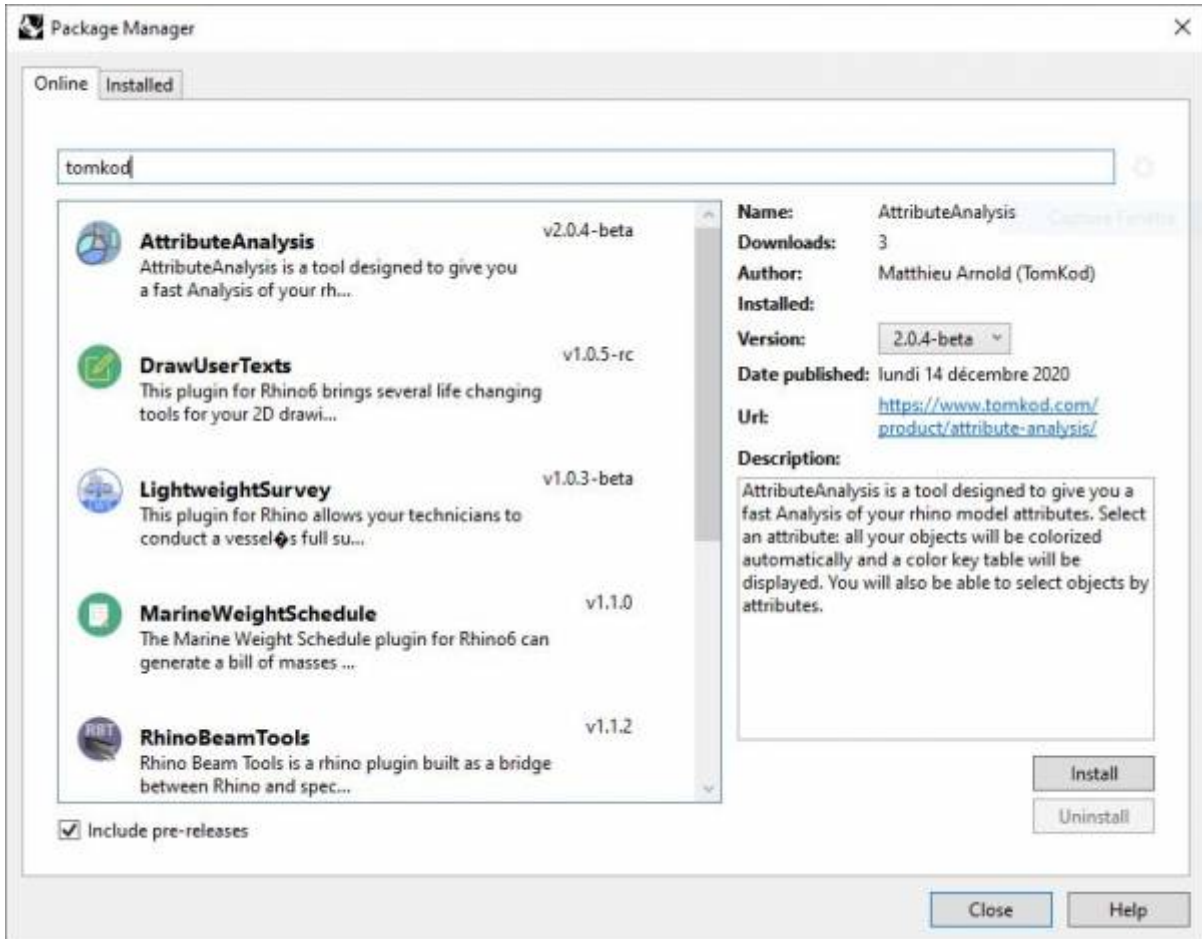 Package Manager
Online
Installed
tomkod
AttributeAnalysis
v2.0.4-beta
AttributeAnalysis is a tool designed to give you
a fast Analysis of your rh...
DrawUserTexts
v1.0.5-rc
This plugin for Rhino6 brings several life changing
tools for your 2D drawi...
LightweightSurvey
v1.0.3-beta
This plugin for Rhino allows your technicians to
conduct a vessel�s full su...
MarineWeightSchedule
v1.1.0
The Marine Weight Schedule plugin for Rhino6 can
generate a bill of masses ...
RBT
RhinoBeamTools
v1.1.2
Rhino Beam Tools is a rhino plugin built as a bridge
between Rhino and spec...
Include pre-releases
Name: AttributeAnalysis
Downloads: 3
Author: Matthieu Arnold (TomKod)
Installed:
Version: 2.0.4-beta
Date published: lundi 14 décembre 2020
Url: https://www.tomkod.com/
product/attribute-analysis/
Description:
AttributeAnalysis is a tool designed to give you a
fast Analysis of your rhino model attributes. Select
an attribute: all your objects will be colorized
automatically and a color key table will be
displayed. You will also be able to select objects by
attributes.
Install
Uninstall
Close
Help